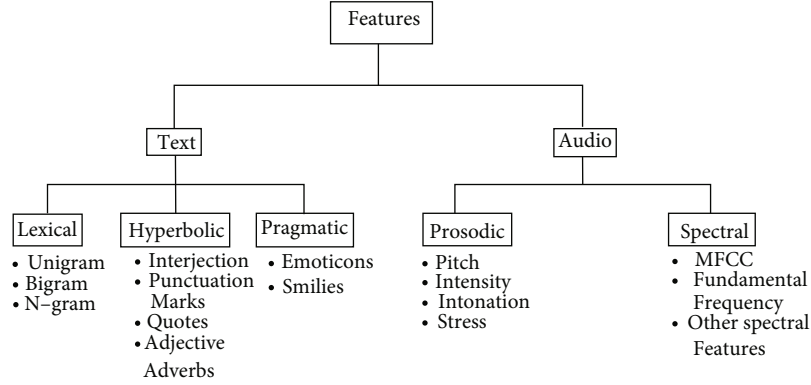 Features
Text
Audio
Lexical
• Unigram
• Bigram
• N–gram
Hyperbolic
• Interjection
• Punctuation
Marks
• Quotes
• Adjective
Adverbs
Pragmatic
• Emoticons
• Smilies
Prosodic
• Pitch
• Intensity
• Intonation
• Stress
Spectral
• MFCC
• Fundamental
Frequency
• Other spectral
Features